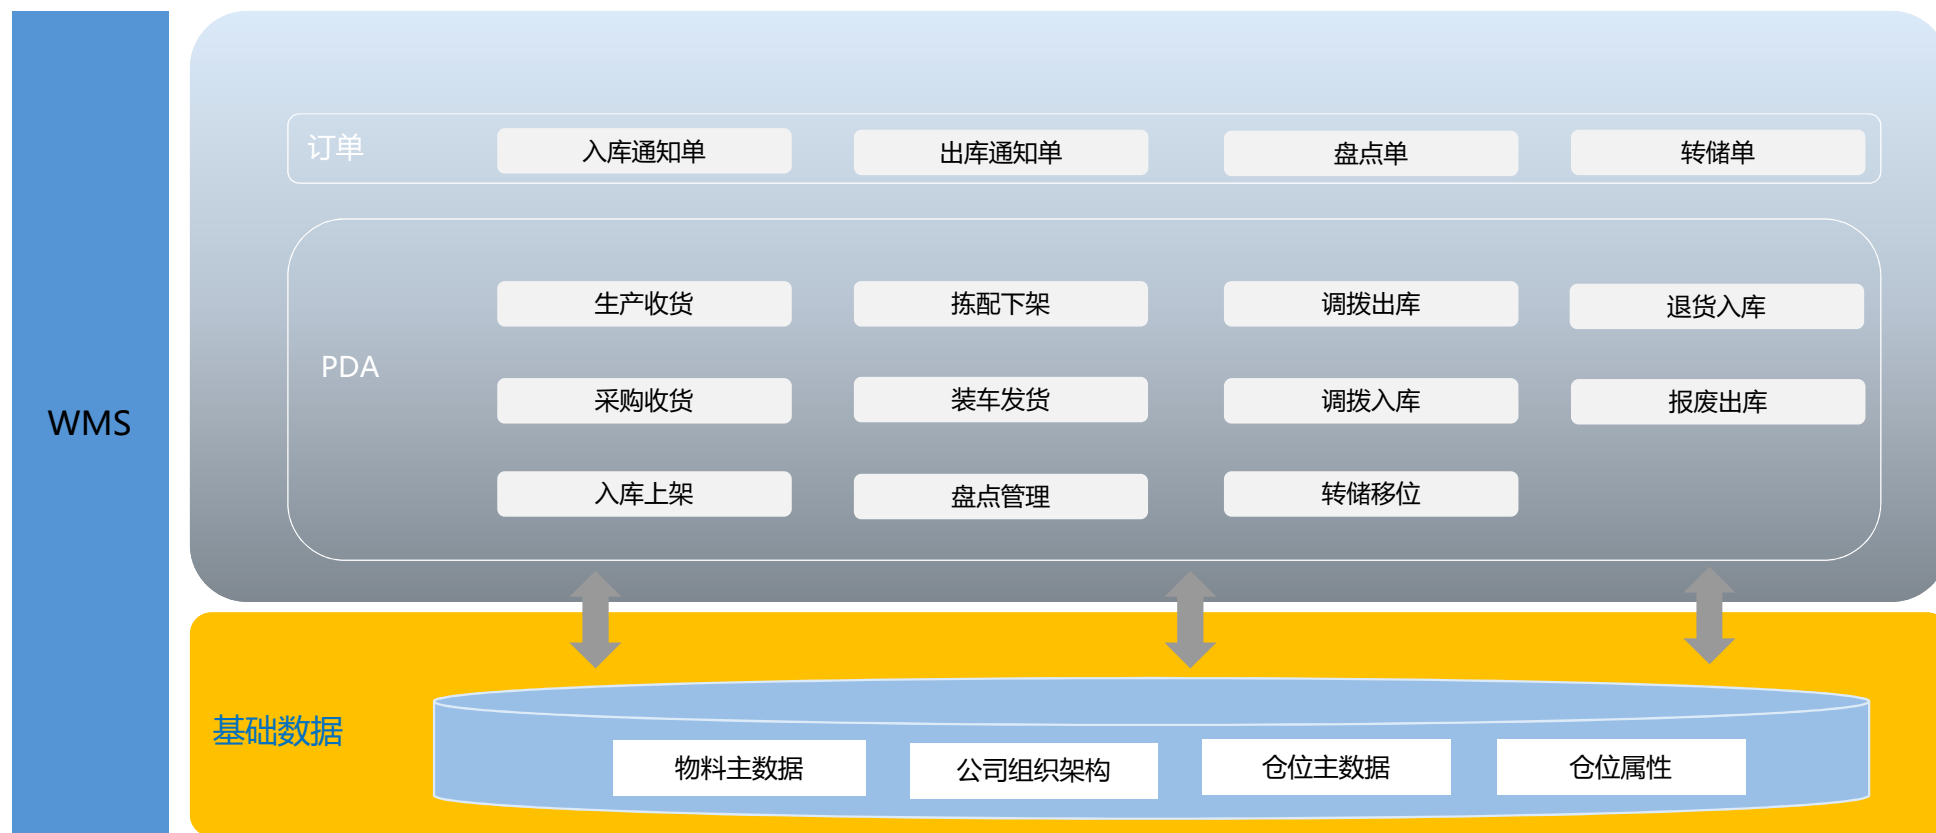 WMS
订单
入库通知单
出库通知单
盘点单
转储单
PDA
生产收货
拣配下架
调拨出库
退货入库
采购收货
装车发货
调拨入库
报废出库
入库上架
盘点管理
转储移位
基础数据
物料主数据
公司组织架构
仓位主数据
仓位属性